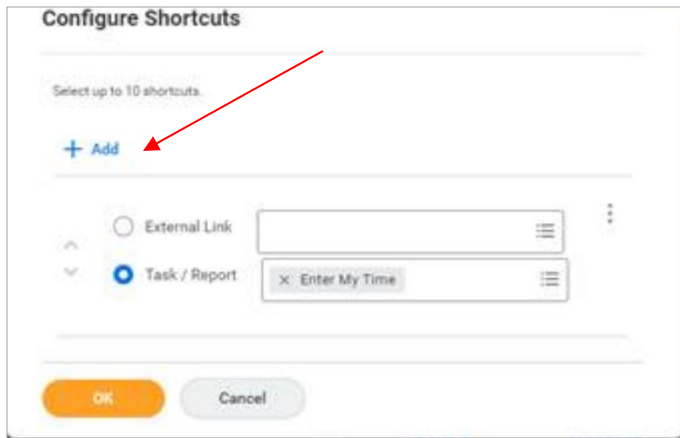 Configure Shortcuts
Select up to 10 shortcuts.
+ Add
External Link
Task / Report
× Enter My Time
OK
Cancel